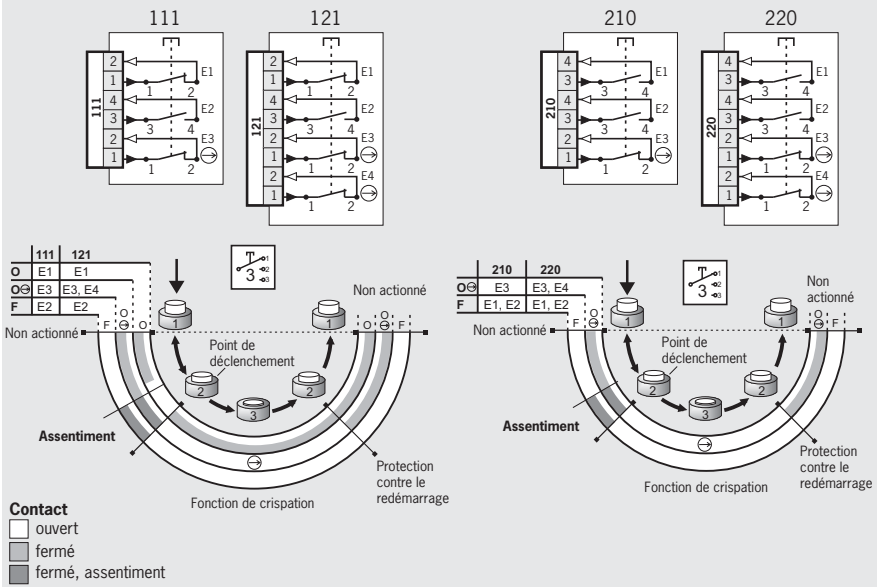 111 121 210 220
2
1
4
3
2
1
111
E1
1 2
E2
3 4
E3
1 2
2
1
4
3
2
1
2
1
121
E1
1 2
E2
3 4
E3
1 2
E4
1 2
4
3
4
3
2
1
210
E1
3 4
E2
3 4
E3
1 2
4
3
4
3
2
1
2
1
220
E1
3 4
E2
3 4
E3
1 2
E4
1 2
111 121
O E1 E1
O E3 E3, E4
F E2 E2
3 1 2 3
Non actionné
Non actionné
F O O
1
1
O O F
Point de
déclenchement
2
2
3
Assentiment
Protection
contre le
redémarrage
Fonction de crispation
210 220
O E3 E3, E4
F E1, E2 E1, E2
3 1 2 3
Non
actionné
Non actionné
F O
1
1
O F
Point de
déclenchement
2
2
3
Assentiment
Protection
contre le
redémarrage
Fonction de crispation
Contact
ouvert
fermé
fermé, assentiment